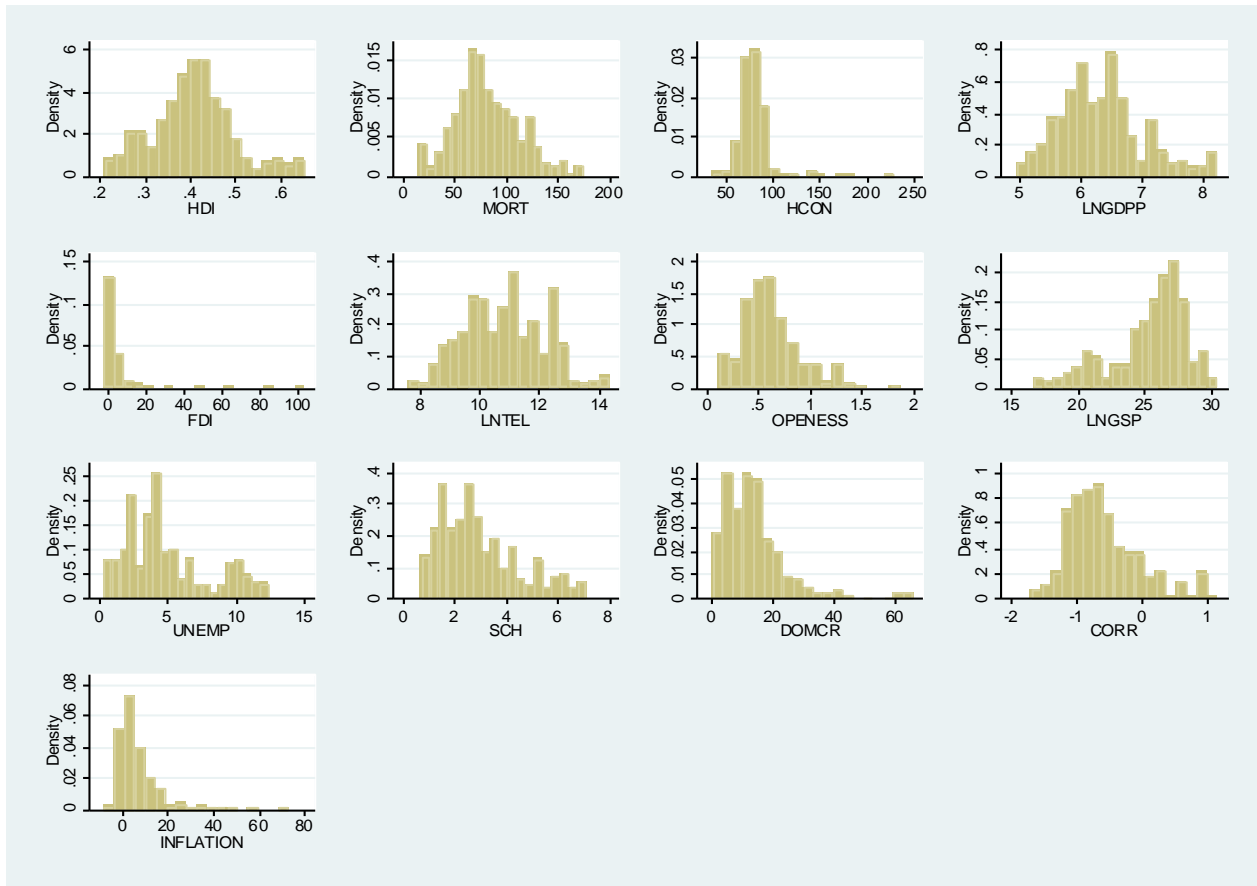 Density
0 2 4 6
.2 .3 .4 .5 .6
HDI
Density
0 .005 .01 .015
0 50 100 150 200
MORT
Density
0 .01 .02 .03
50 100 150 200 250
HCON
Density
0 .2 .4 .6 .8
5 6 7 8
LNGDPP
Density
0 .05 .1 .15
0 20 40 60 80 100
FDI
Density
0 .1 .2 .3 .4
8 10 12 14
LNTEL
Density
0 .5 1 1.5 2
0 .5 1 1.5 2
OPENESS
Density
0 .05 .1 .15 .2
15 20 25 30
LNGSP
Density
0 .05 .1 .15 .2 .25
0 5 10 15
UNEMP
Density
0 .1 .2 .3 .4
0 2 4 6 8
SCH
Density
0 .01 .02 .03 .04 .05
0 20 40 60
DOMCR
Density
0 .2 .4 .6 .8 1
-2 -1 0 1
CORR
Density
0 .02 .04 .06 .08
0 20 40 60 80
INFLATION